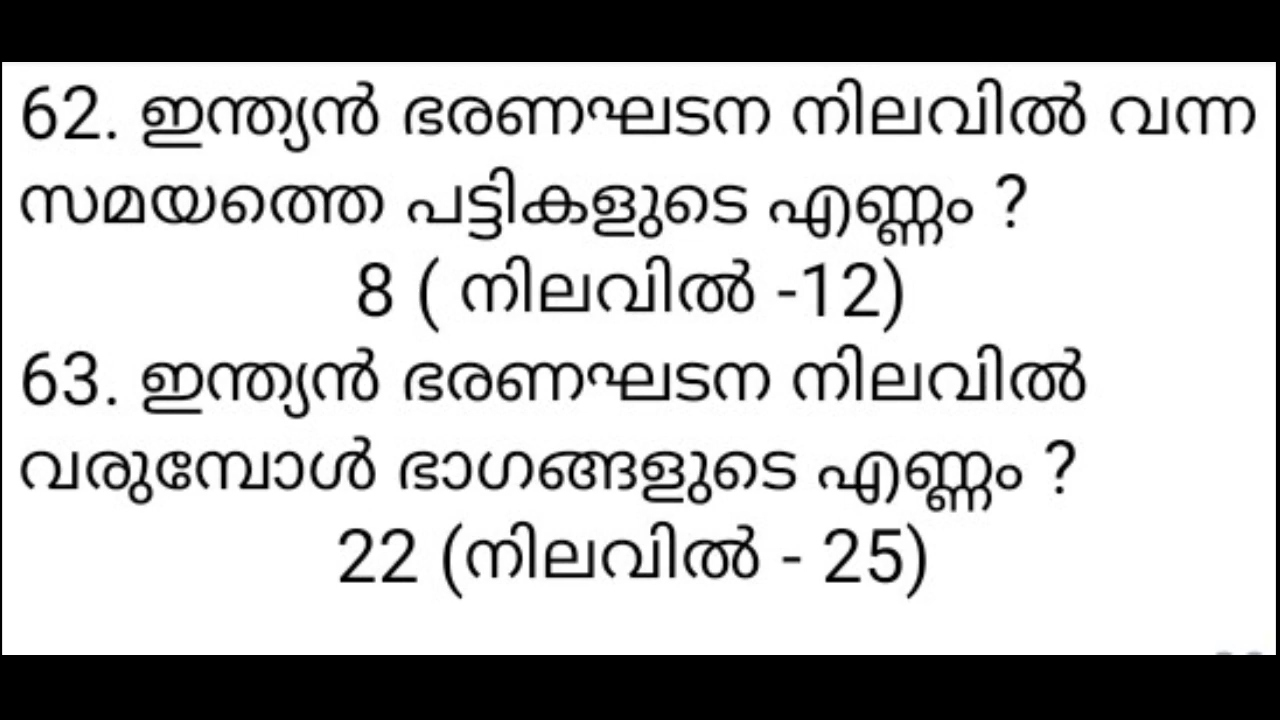 62. ഇന്ത്യൻ ഭരണഘടന നിലവിൽ വന്ന
സമയത്തെ പട്ടികളുടെ എണ്ണം ?
8 ( നിലവിൽ -12)
63. ഇന്ത്യൻ ഭരണഘടന നിലവിൽ
വരുമ്പോൾ ഭാഗങ്ങളുടെ എണ്ണം ?
22 (നിലവിൽ - 25)